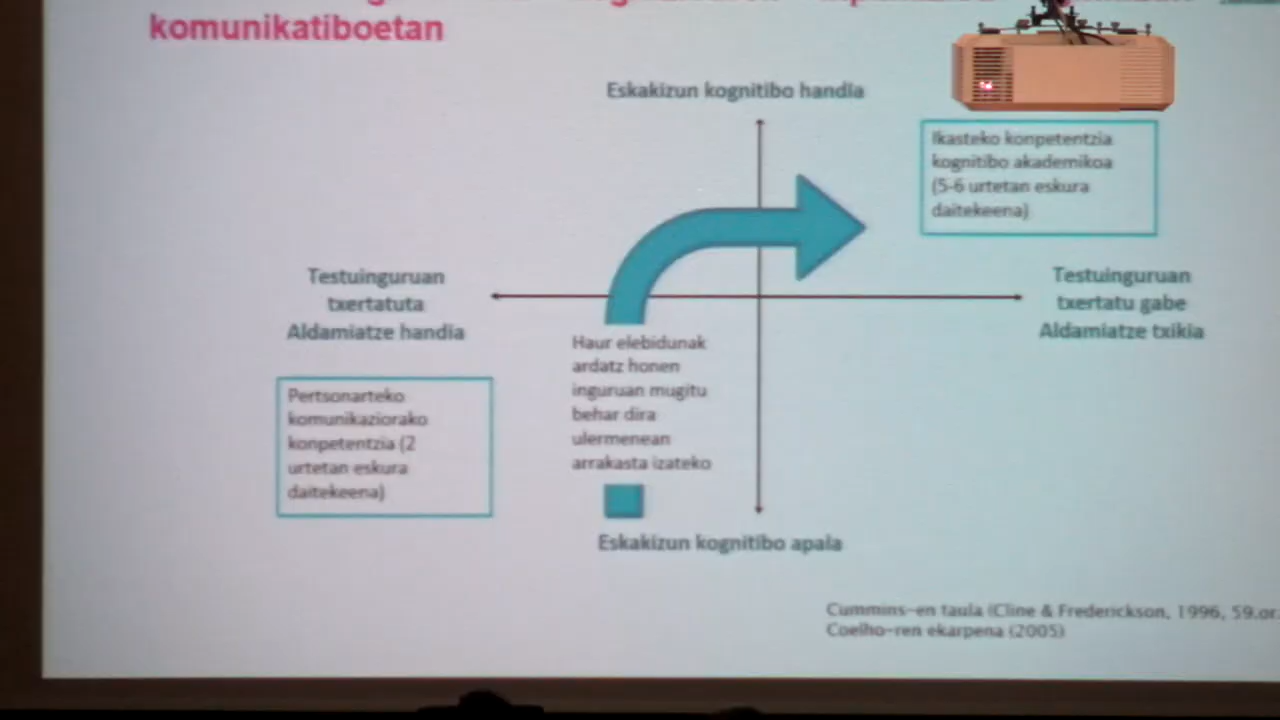 komunikatiboetan
Eskakizun kognitibo handia
Ikasteko konpetentzia
kognitibo akademikoa
(5-6 urtetan eskura
daitekeena)
Testuinguruan
txertatuta
Aldamiatze handia
Testuinguruan
txertatu gabe
Aldamiatze txikia
Haur elebidunak
ardatz honen
inguruan mugitu
behar dira
ulermenean
arrakasta izateko
Pertsonarteko
komunikaziorako
konpetentzia (2
urtetan eskura
daitekeena)
Eskakizun kognitibo apala
Cummins-en taula (Cline & Frederickson, 1996, 59.or.
Coelho-ren ekarpena (2005)